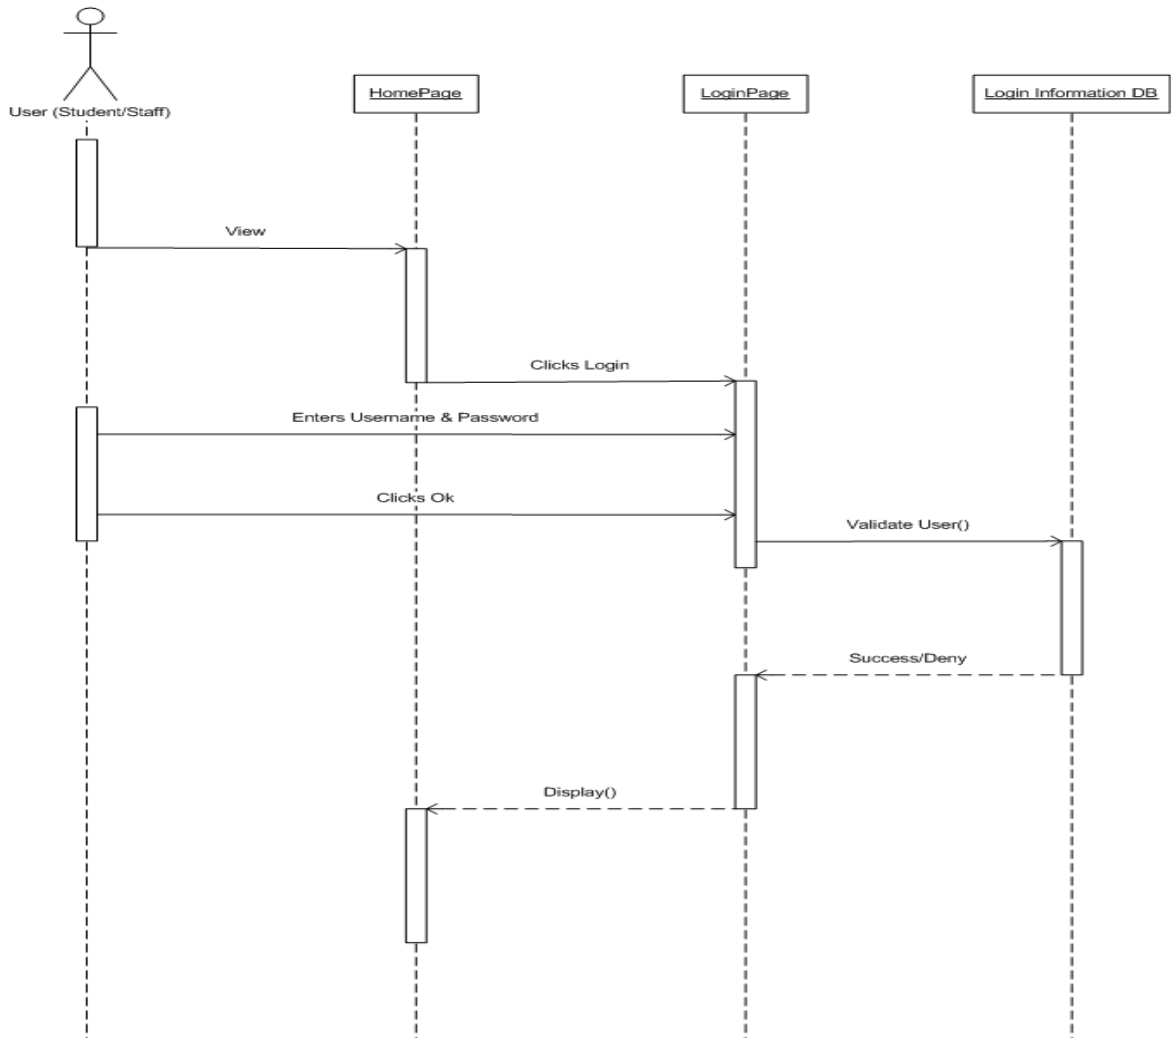 User (Student/Staff)
HomePage
LoginPage
Login Information DB
View
Clicks Login
Enters Username & Password
Clicks Ok
Validate User()
Success/Deny
Display()